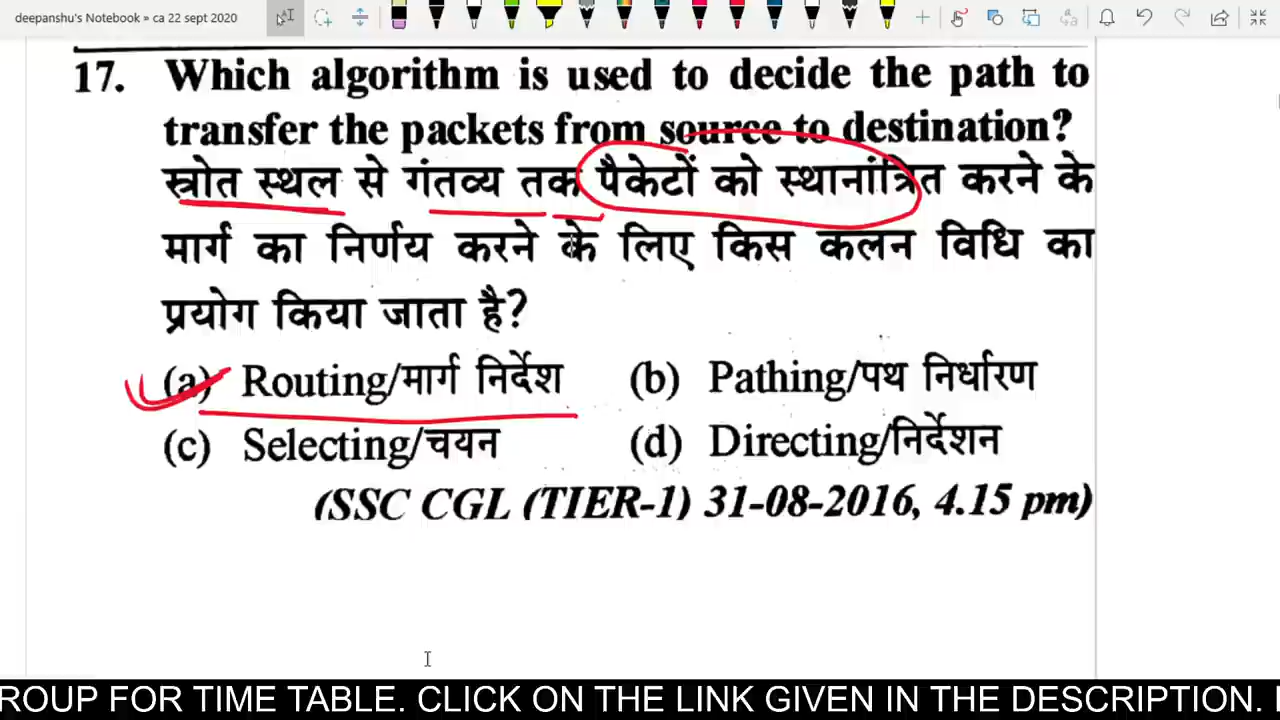 deepanshu's Notebook » ca 22 sept 2020
17. Which algorithm is used to decide the path to
transfer the packets from source to destination?
स्त्रोत स्थल से गंतव्य तक पैकेटों को स्थानांत्रित करने के
मार्ग का निर्णय करने के लिए किस कलन विधि का
प्रयोग किया जाता है?
(a) Routing/मार्ग निर्देश (b) Pathing/पथ निर्धारण
(c) Selecting/चयन (d) Directing/निर्देशन
(SSC CGL (TIER-1) 31-08-2016, 4.15 pm)
ROUP FOR TIME TABLE. CLICK ON THE LINK GIVEN IN THE DESCRIPTION.